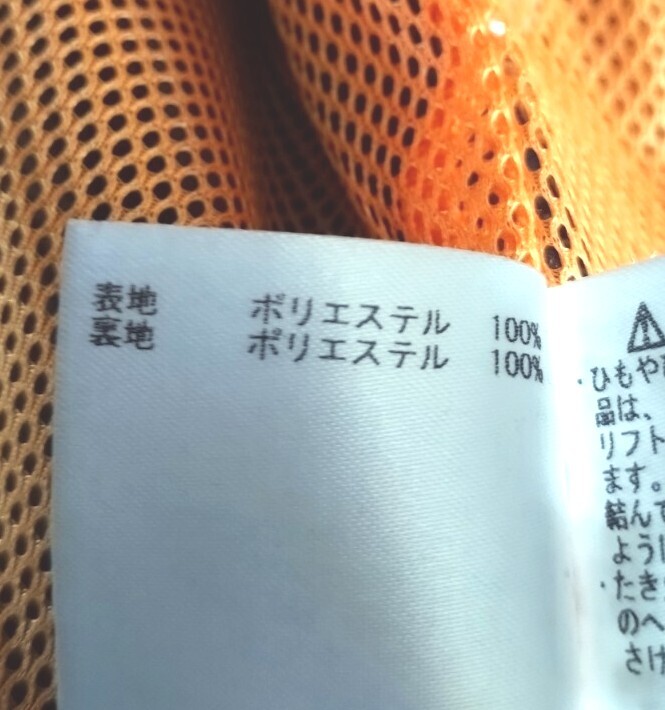 表地 ポリエステル 100%
裏地 ポリエステル 100%
・ひもや
品は、
リフト
ます。
結んで
よう
・たき
のへ
さけ